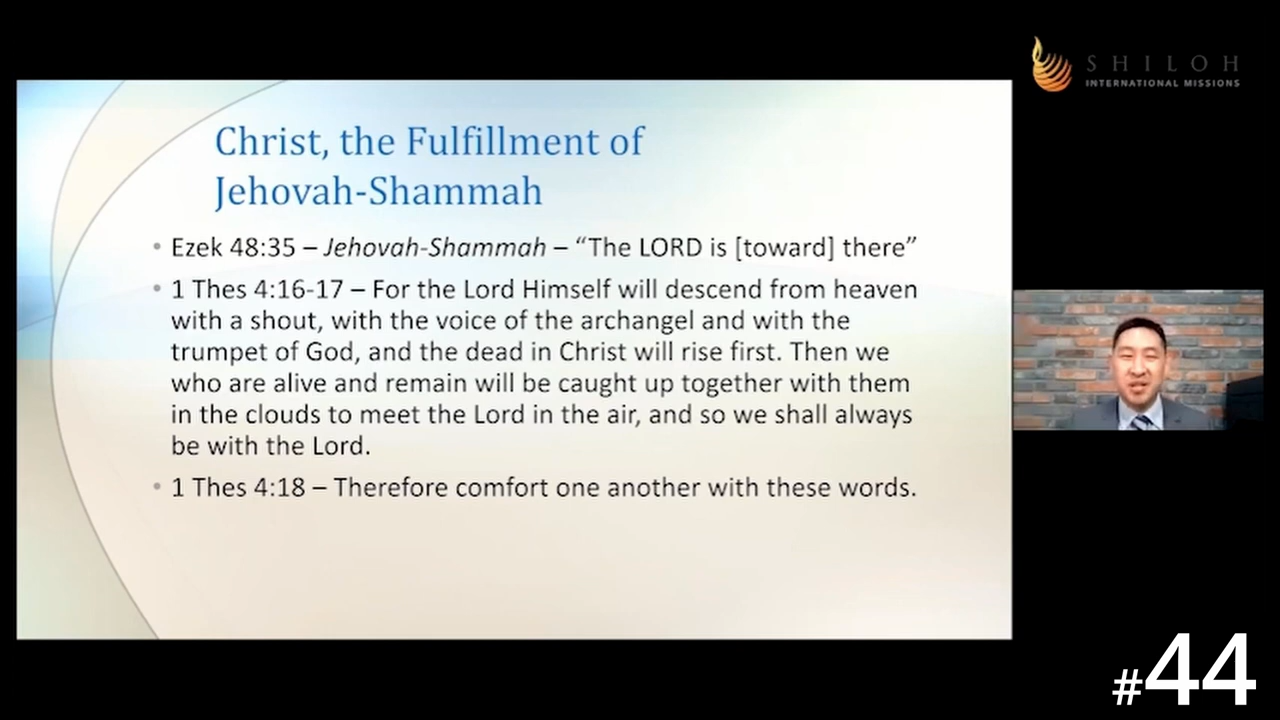 SHILOH
INTERNATIONAL MISSIONS
Christ, the Fulfillment of
Jehovah-Shammah
• Ezek 48:35 – Jehovah-Shammah – “The LORD is [toward] there”
• 1 Thes 4:16-17 – For the Lord Himself will descend from heaven
with a shout, with the voice of the archangel and with the
trumpet of God, and the dead in Christ will rise first. Then we
who are alive and remain will be caught up together with them
in the clouds to meet the Lord in the air, and so we shall always
be with the Lord.
• 1 Thes 4:18 – Therefore comfort one another with these words.
#44